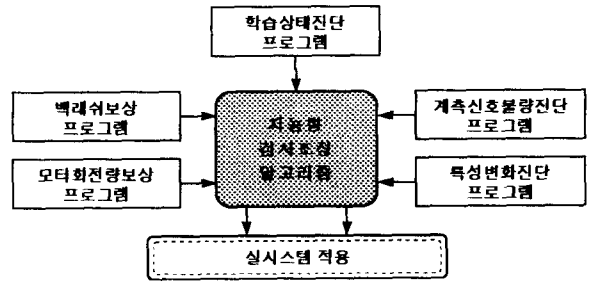 학습상태진단
프로그램
백래쉬보상
프로그램
계측신호불량진단
프로그램
지능형
검사조정
알고리즘
모타회전량보상
프로그램
특성변화진단
프로그램
실시스템 적용